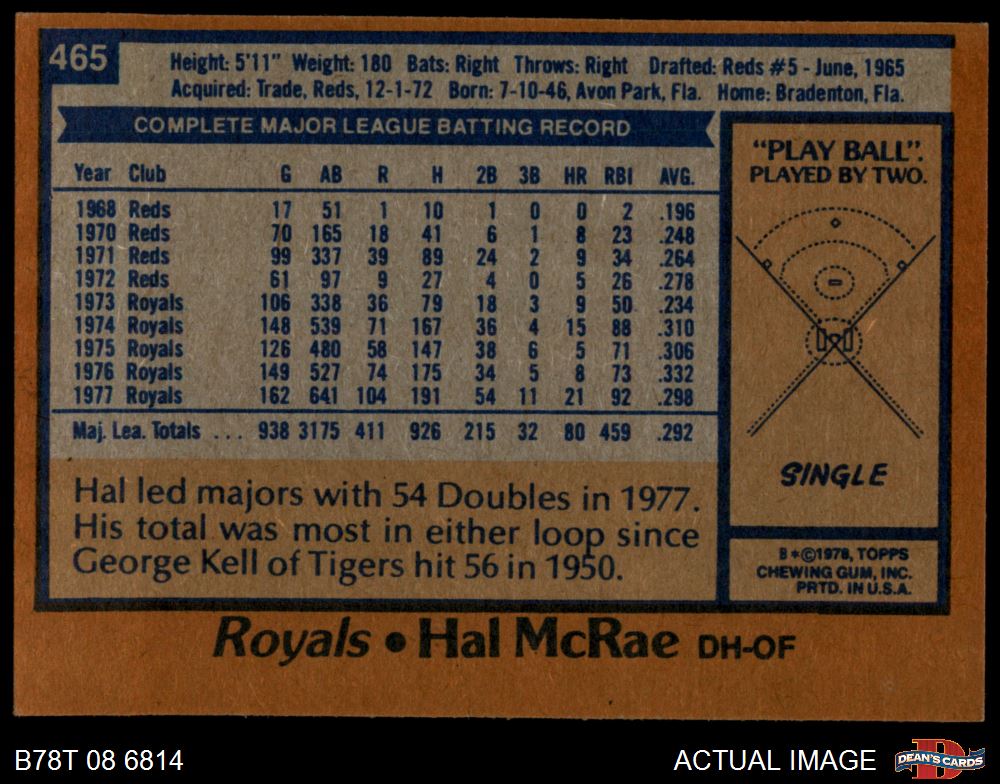 465
Height: 5'11" Weight: 180 Bats: Right Throws: Right Drafted: Reds #5 - June, 1965
Acquired: Trade, Reds, 12-1-72 Born: 7-10-46, Avon Park, Fla. Home: Bradenton, Fla.
COMPLETE MAJOR LEAGUE BATTING RECORD
Year Club G AB R H 2B 3B HR RBI AVG.
1968 Reds 17 51 1 10 1 0 0 2 .196
1970 Reds 70 165 18 41 6 1 8 23 .248
1971 Reds 99 337 39 89 24 2 9 34 .264
1972 Reds 61 97 9 27 4 0 5 26 .278
1973 Royals 106 338 36 79 18 3 9 50 .234
1974 Royals 148 539 71 167 36 4 15 88 .310
1975 Royals 126 480 58 147 38 6 5 71 .306
1976 Royals 149 527 74 175 34 5 8 73 .332
1977 Royals 162 641 104 191 54 11 21 92 .298
Maj. Lea. Totals ... 938 3175 411 926 215 32 80 459 .292
Hal led majors with 54 Doubles in 1977.
His total was most in either loop since
George Kell of Tigers hit 56 in 1950.
"PLAY BALL".
PLAYED BY TWO.
SINGLE
B*©1978, TOPPS
CHEWING GUM, INC.
PRTD. IN U.S.A.
Royals • Hal McRae DH-OF
B78T 08 6814
ACTUAL IMAGE
D
DEAN'S CARDS